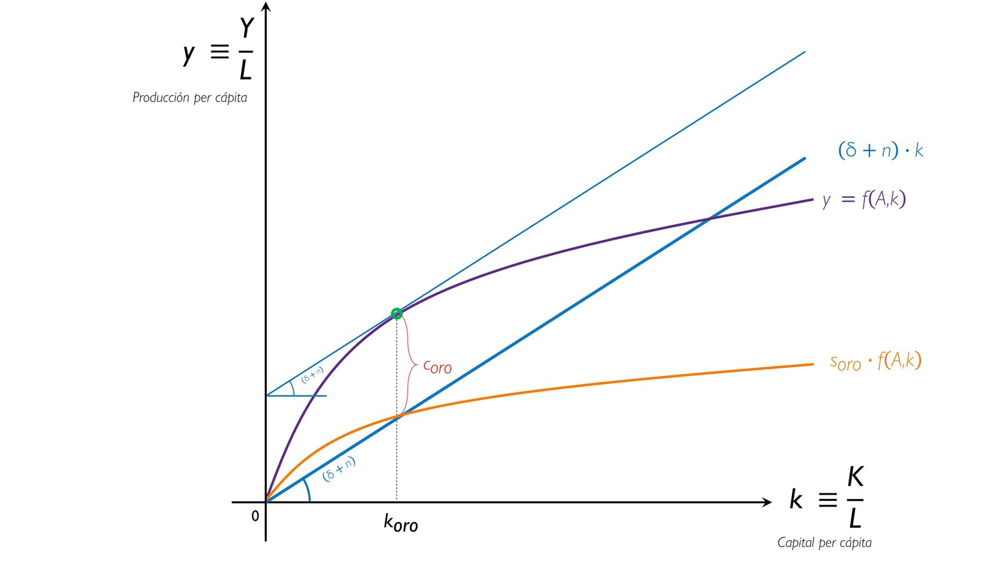 y ≡ Y/L
Producción per cápita
(δ + n) · k
y = f(A,k)
(δ + n)
c_oro
s_oro · f(A,k)
(δ + n)
0
k_oro
k ≡ K/L
Capital per cápita